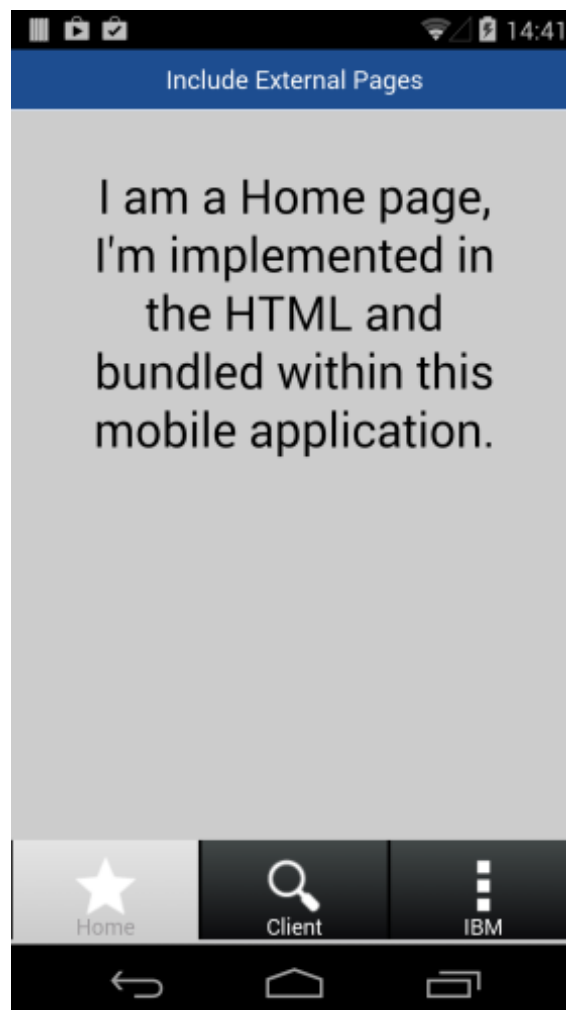 14:41
Include External Pages
I am a Home page,
I'm implemented in
the HTML and
bundled within this
mobile application.
Home
Client
IBM